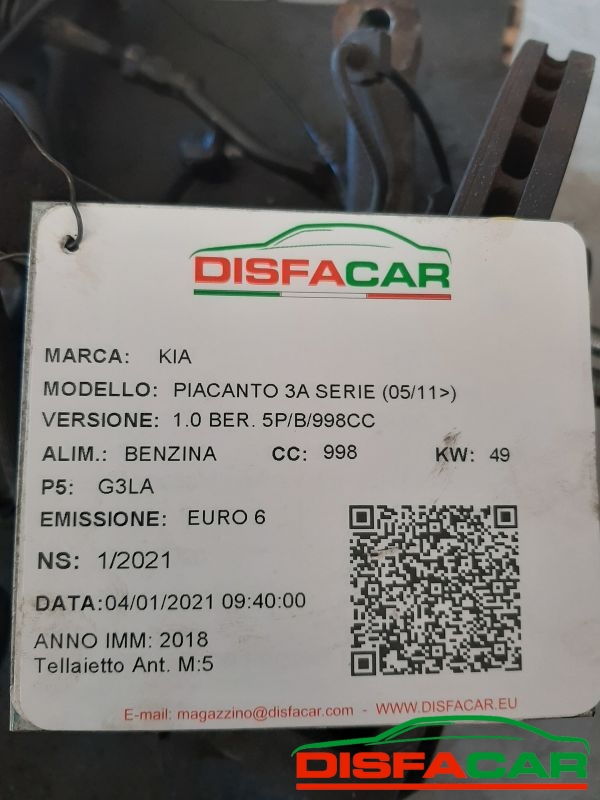 DISFACAR
MARCA: KIA
MODELLO: PIACANTO 3A SERIE (05/11>)
VERSIONE: 1.0 BER. 5P/B/998CC
ALIM.: BENZINA CC: 998 KW: 49
P5: G3LA
EMISSIONE: EURO 6
NS: 1/2021
DATA:04/01/2021 09:40:00
ANNO IMM: 2018
Tellaietto Ant. M:5
E-mail: magazzino@disfacar.com - WWW.DISFACAR.EU
DISFACAR